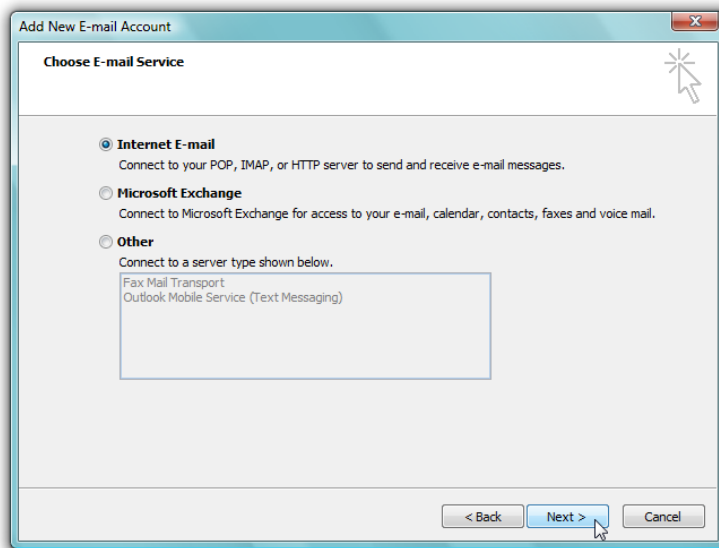 Add New E-mail Account
Choose E-mail Service
Internet E-mail
Connect to your POP, IMAP, or HTTP server to send and receive e-mail messages.
Microsoft Exchange
Connect to Microsoft Exchange for access to your e-mail, calendar, contacts, faxes and voice mail.
Other
Connect to a server type shown below.
Fax Mail Transport
Outlook Mobile Service (Text Messaging)
< Back Next > Cancel